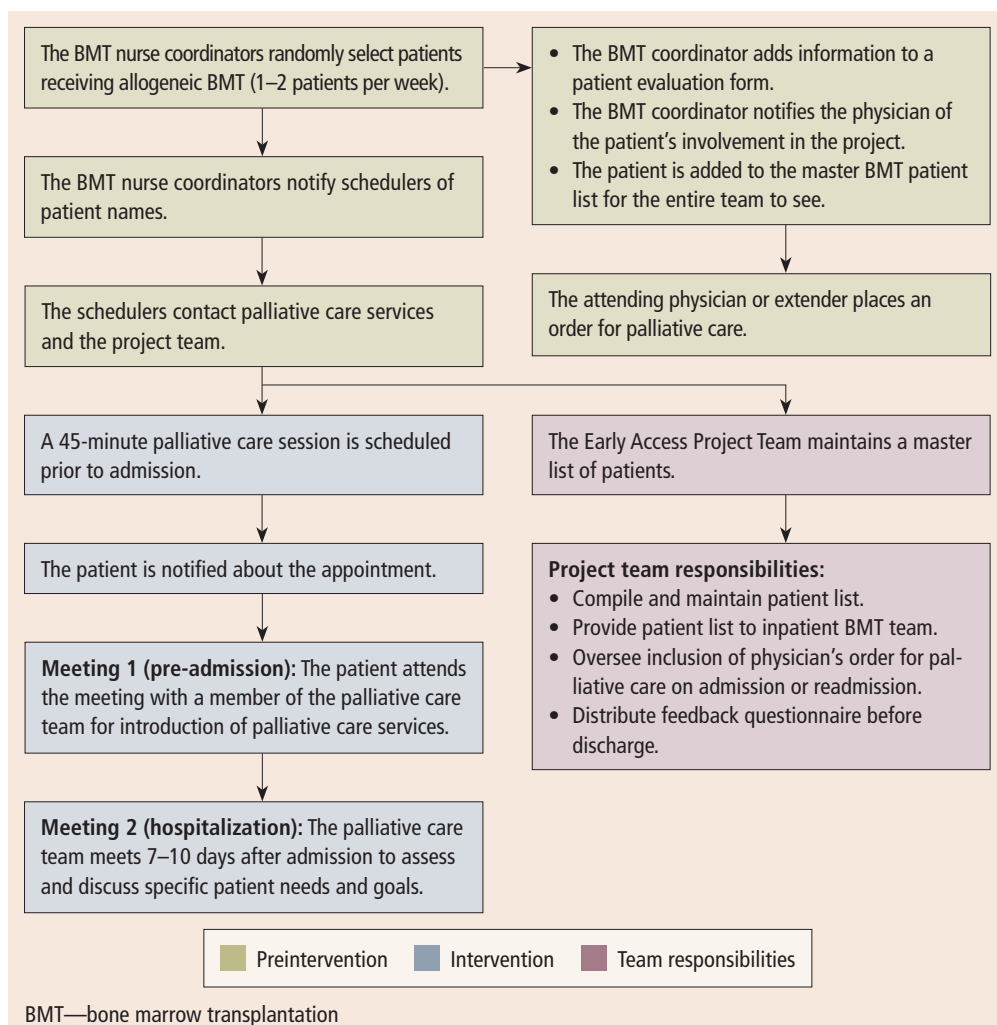 The BMT nurse coordinators randomly select patients
receiving allogeneic BMT (1–2 patients per week).
• The BMT coordinator adds information to a
patient evaluation form.
• The BMT coordinator notifies the physician of
the patient's involvement in the project.
• The patient is added to the master BMT patient
list for the entire team to see.
The BMT nurse coordinators notify schedulers of
patient names.
The schedulers contact palliative care services
and the project team.
The attending physician or extender places an
order for palliative care.
A 45-minute palliative care session is scheduled
prior to admission.
The Early Access Project Team maintains a master
list of patients.
The patient is notified about the appointment.
Project team responsibilities:
• Compile and maintain patient list.
• Provide patient list to inpatient BMT team.
• Oversee inclusion of physician's order for pal-
liative care on admission or readmission.
• Distribute feedback questionnaire before
discharge.
Meeting 1 (pre-admission): The patient attends
the meeting with a member of the palliative care
team for introduction of palliative care services.
Meeting 2 (hospitalization): The palliative care
team meets 7–10 days after admission to assess
and discuss specific patient needs and goals.
Preintervention Intervention Team responsibilities
BMT—bone marrow transplantation